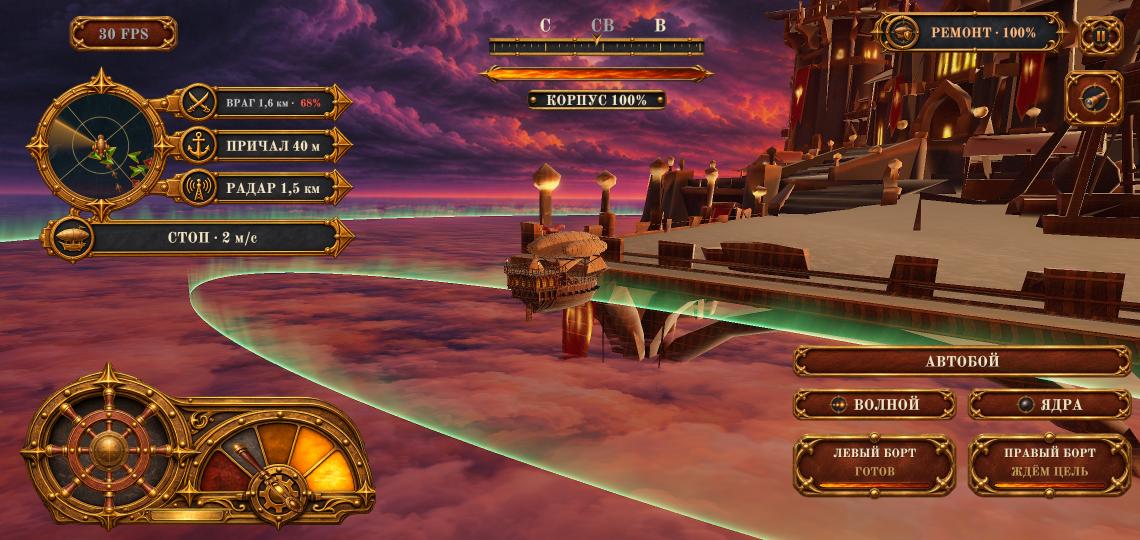 30 FPS
С СВ В
КОРПУС 100%
РЕМОНТ · 100%
ВРАГ 1,6 км · 68%
ПРИЧАЛ 40 м
РАДАР 1,5 км
СТОП · 2 м/с
АВТОБОЙ
ВОЛНОЙ
ЯДРА
ЛЕВЫЙ БОРТ
ГОТОВ
ПРАВЫЙ БОРТ
ЖДЁМ ЦЕЛЬ